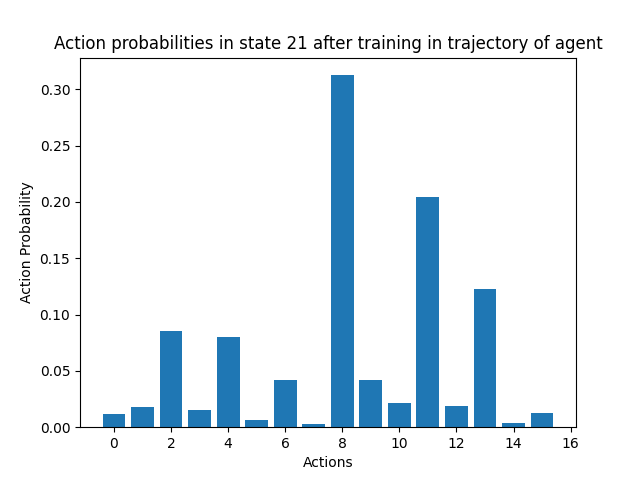 Action probabilities in state 21 after training in trajectory of agent
0.30
0.25
0.20
0.15
0.10
0.05
0.00
Action Probability
0 2 4 6 8 10 12 14 16
Actions